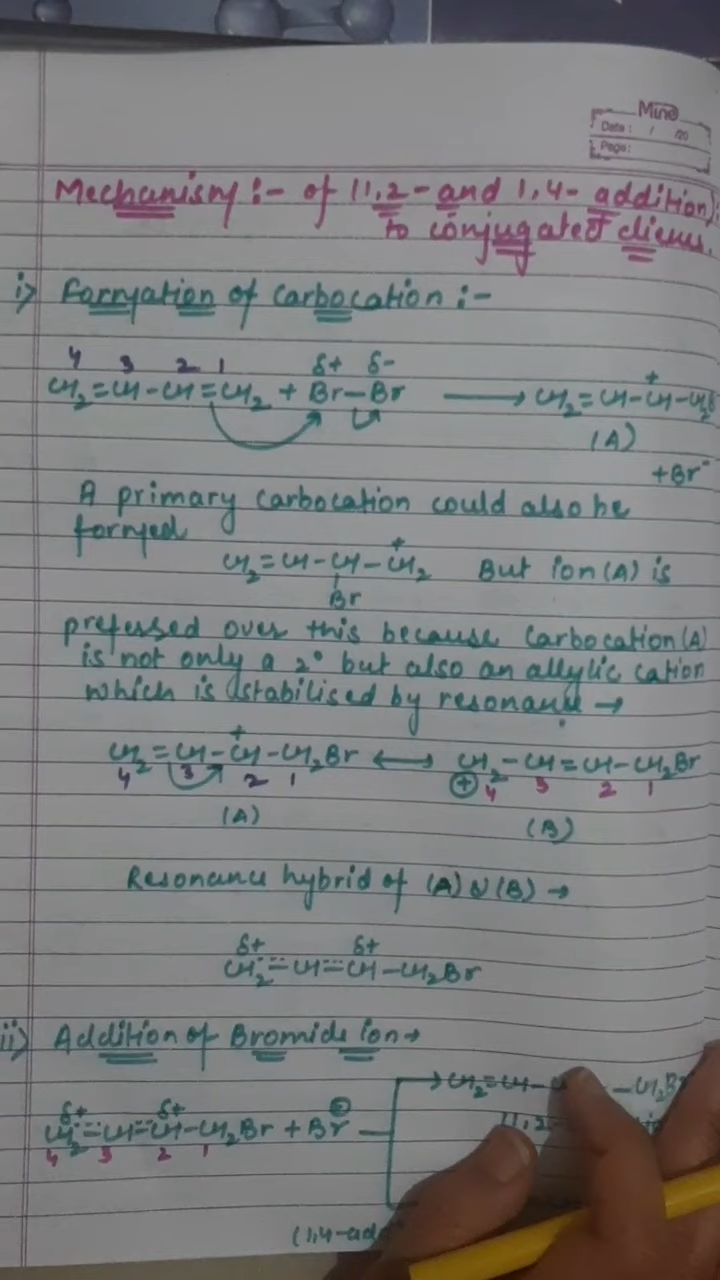 Mino
Date : / /20
Page:
Mechanism :- of (1,2- and 1,4- addition)
to conjugated dienes.
i) Formation of Carbocation :-
4 3 2 1 δ+ δ-
CH₂=CH-CH=CH₂ + Br-Br ⟶ CH₂=CH-CH⁺-CH₂B
(A)
+Br⁻
A primary carbocation could also be
formed
CH₂=CH-CH-CH₂⁺ But ion (A) is
Br
preferred over this because Carbocation (A)
is not only a 2° but also an allylic cation
which is stabilised by resonance →
CH₂=CH-CH⁺-CH₂Br ⟷ CH₂-CH=CH-CH₂Br
4 3 2 1 ⊕ 4 3 2 1
(A) (B)
Resonance hybrid of (A) & (B) →
δ+ δ+
CH₂=CH=CH-CH₂Br
ii) Addition of Bromide ion→
CH₂=CH- -CH₂Br
δ+ δ+ ⊖
CH₂=CH=CH-CH₂Br + Br
4 3 2 1
(1,2-
(1,4-ad